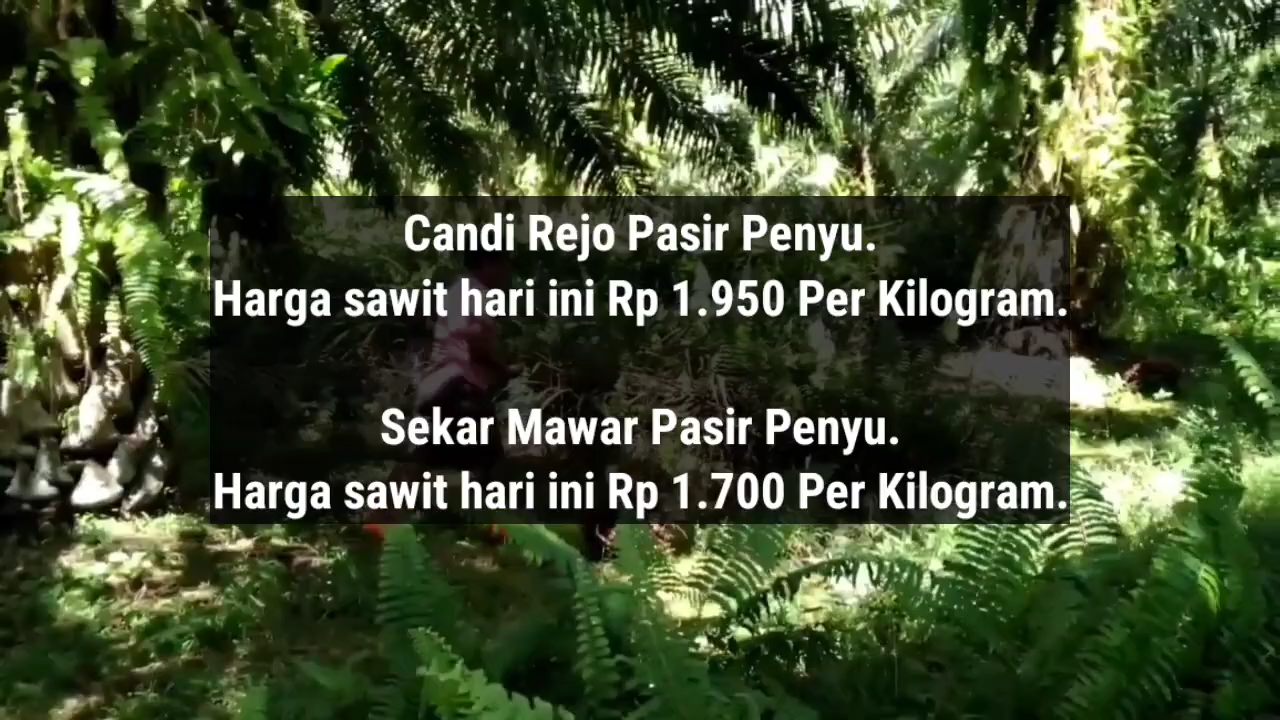 Candi Rejo Pasir Penyu.
Harga sawit hari ini Rp 1.950 Per Kilogram.
Sekar Mawar Pasir Penyu.
Harga sawit hari ini Rp 1.700 Per Kilogram.